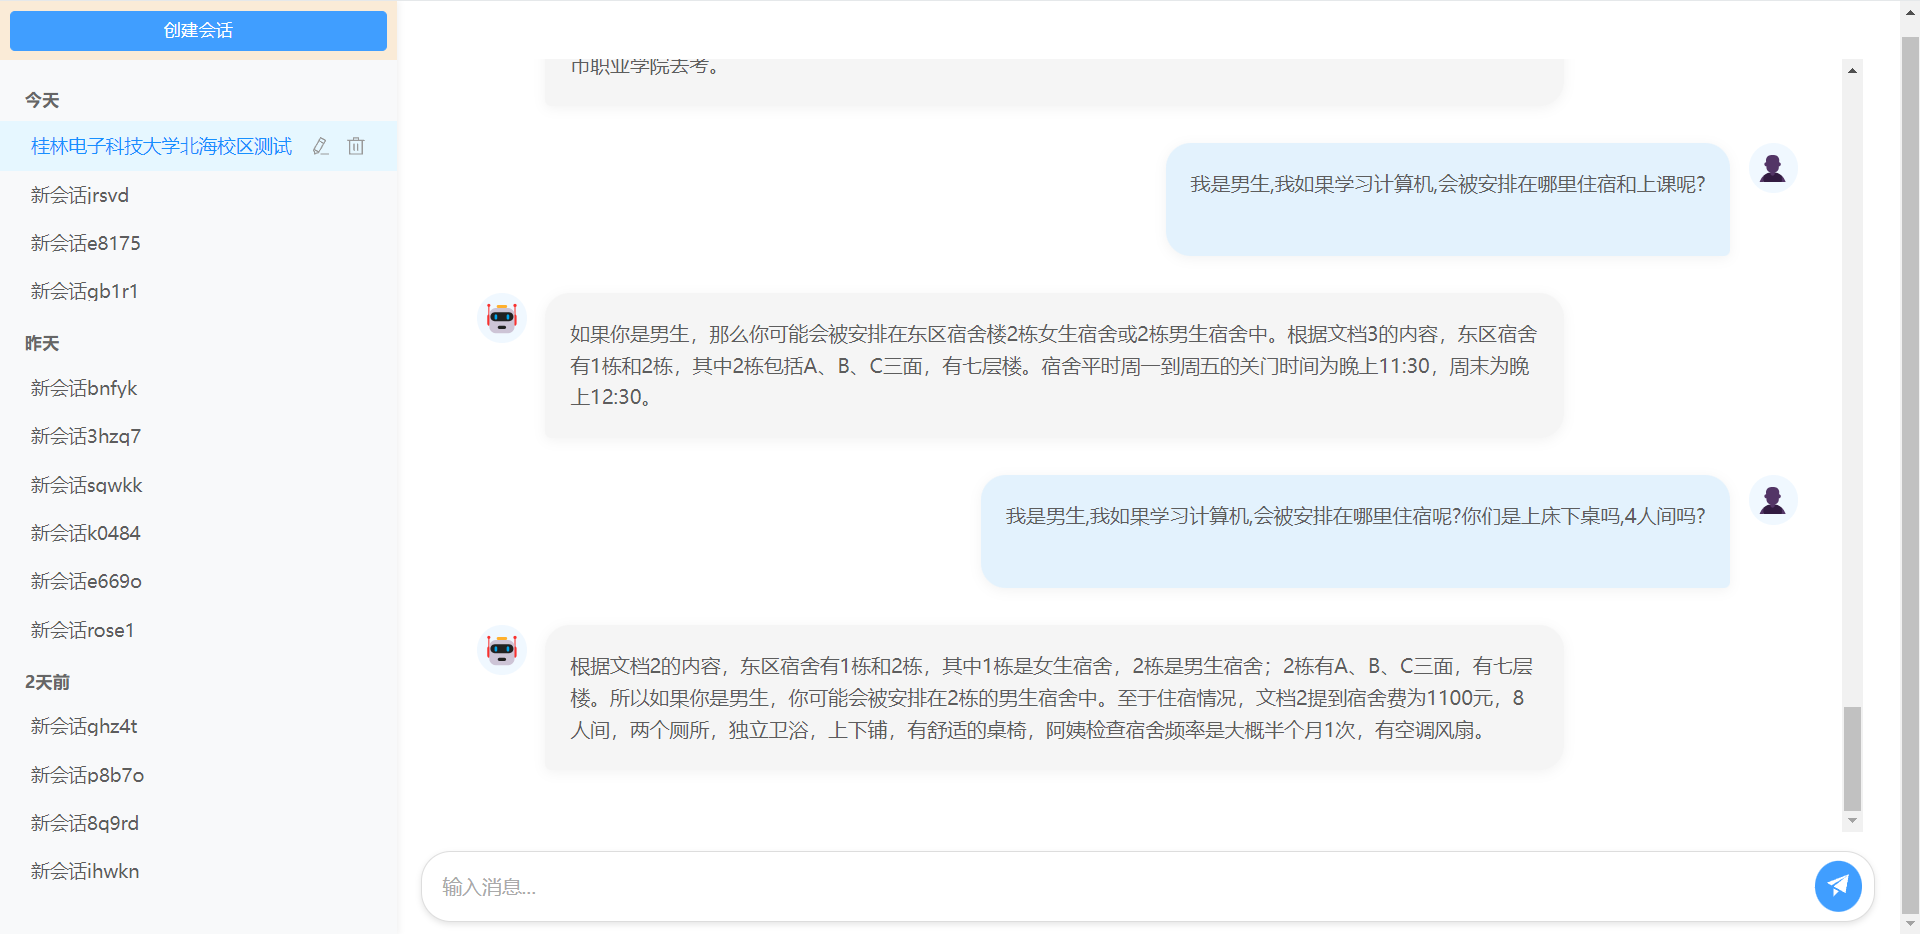 创建会话
今天
桂林电子科技大学北海校区测试
新会话jrsvd
新会话e8175
新会话gb1r1
昨天
新会话bnfyk
新会话3hzq7
新会话sqwkk
新会话k0484
新会话e669o
新会话rose1
2天前
新会话ghz4t
新会话p8b7o
新会话8q9rd
新会话ihwkn
市职业学院去考。
我是男生,我如果学习计算机,会被安排在哪里住宿和上课呢?
如果你是男生，那么你可能会被安排在东区宿舍楼2栋女生宿舍或2栋男生宿舍中。根据文档3的内容，东区宿舍
有1栋和2栋，其中2栋包括A、B、C三面，有七层楼。宿舍平时周一到周五的关门时间为晚上11:30，周末为晚
上12:30。
我是男生,我如果学习计算机,会被安排在哪里住宿呢?你们是上床下桌吗,4人间吗?
根据文档2的内容，东区宿舍有1栋和2栋，其中1栋是女生宿舍，2栋是男生宿舍；2栋有A、B、C三面，有七层
楼。所以如果你是男生，你可能会被安排在2栋的男生宿舍中。至于住宿情况，文档2提到宿舍费为1100元，8
人间，两个厕所，独立卫浴，上下铺，有舒适的桌椅，阿姨检查宿舍频率是大概半个月1次，有空调风扇。
输入消息...